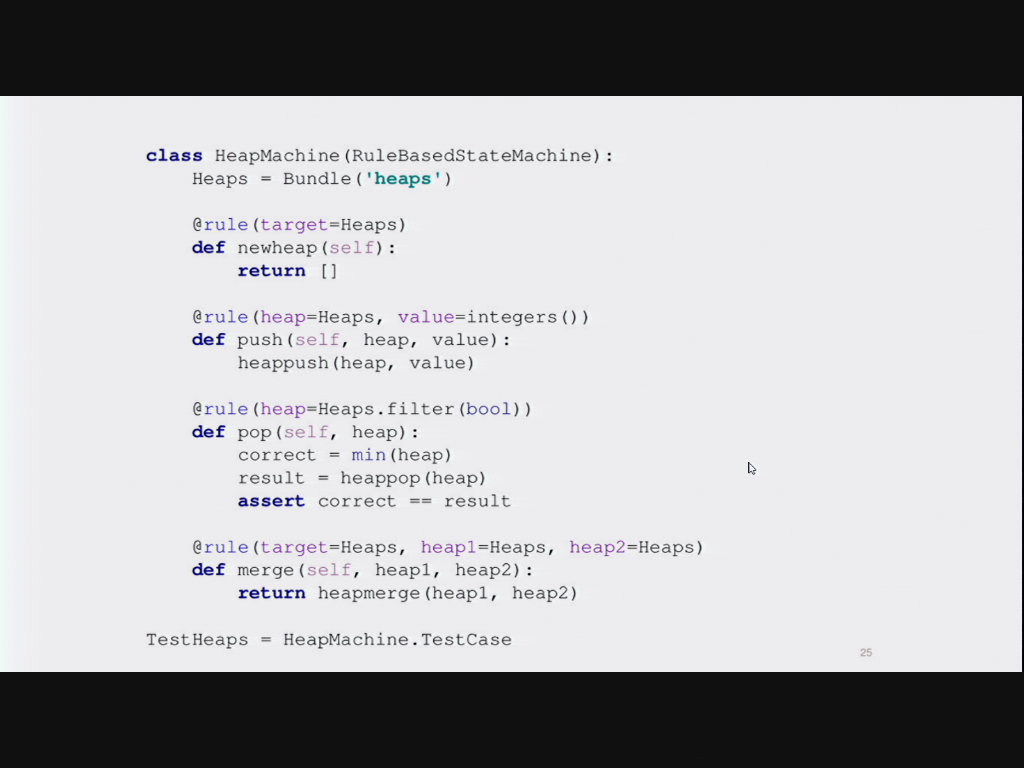 class HeapMachine(RuleBasedStateMachine):
    Heaps = Bundle('heaps')

    @rule(target=Heaps)
    def newheap(self):
        return []

    @rule(heap=Heaps, value=integers())
    def push(self, heap, value):
        heappush(heap, value)

    @rule(heap=Heaps.filter(bool))
    def pop(self, heap):
        correct = min(heap)
        result = heappop(heap)
        assert correct == result

    @rule(target=Heaps, heap1=Heaps, heap2=Heaps)
    def merge(self, heap1, heap2):
        return heapmerge(heap1, heap2)

TestHeaps = HeapMachine.TestCase
25